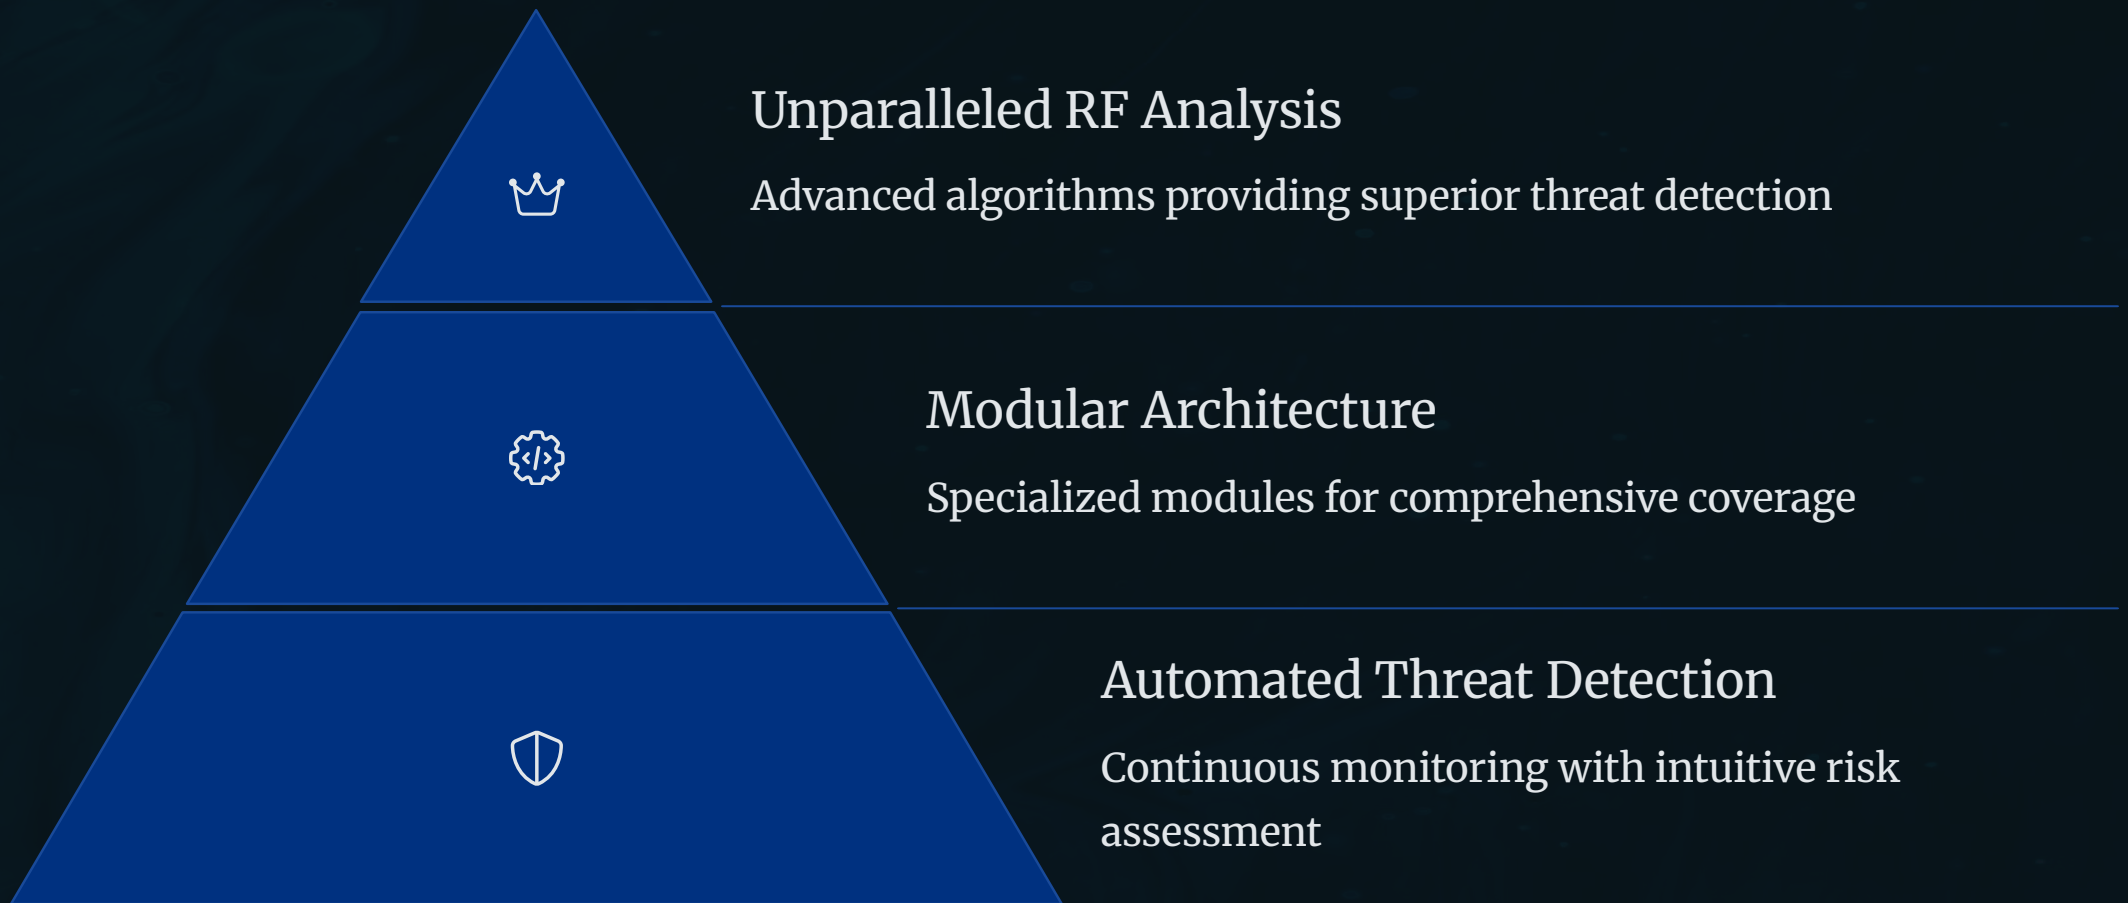 Unparalleled RF Analysis
Advanced algorithms providing superior threat detection
Modular Architecture
Specialized modules for comprehensive coverage
Automated Threat Detection
Continuous monitoring with intuitive risk
assessment